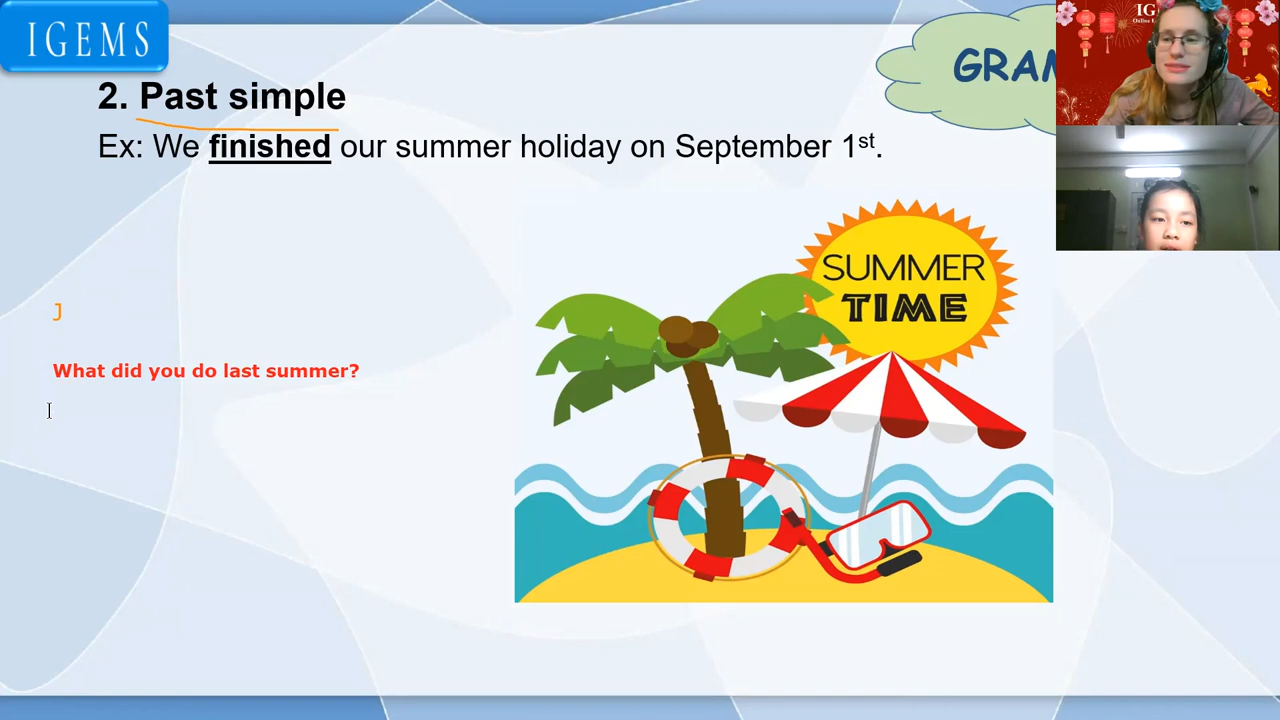 IGEMS
GRAM
IG
2. Past simple
Ex: We finished our summer holiday on September 1st.
SUMMER
TIME
J
What did you do last summer?